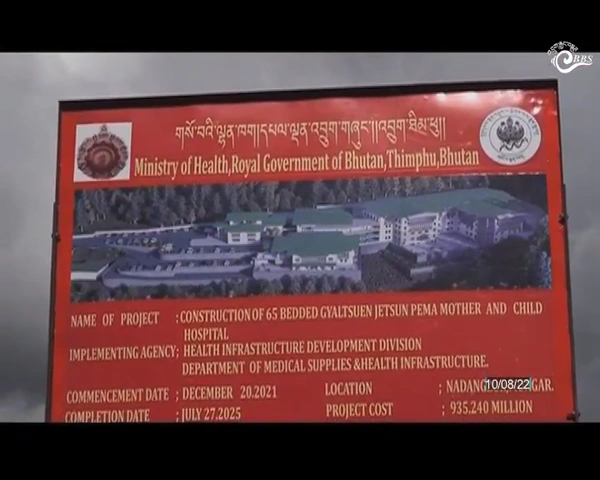 BBS
གསོ་བའི་ལྷན་ཁག།དཔལ་ལྡན་འབྲུག་གཞུང་།།འབྲུག་ཐིམ་ཕུ།།
Ministry of Health,Royal Government of Bhutan,Thimphu,Bhutan
NAME OF PROJECT ; CONSTRUCTION OF 65 BEDDED GYALTSUEN JETSUN PEMA MOTHER AND CHILD
HOSPITAL
IMPLEMENTING AGENCY; HEALTH INFRASTRUCTURE DEVELOPMENT DIVISION
DEPARTMENT OF MEDICAL SUPPLIES &HEALTH INFRASTRUCTURE.
COMMENCEMENT DATE ; DECEMBER 20.2021 LOCATION ;
10/08/22
COMPLETION DATE ; JULY 27,2025 PROJECT COST ; 935.240 MILLION